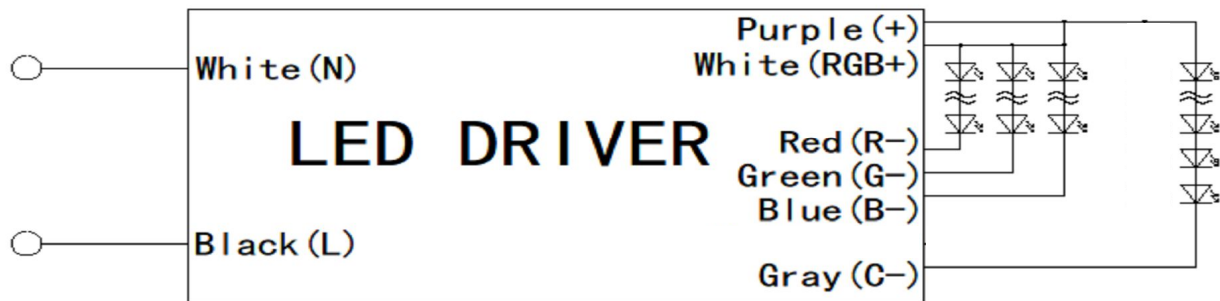 Purple(+)
White(N)
White(RGB+)
LED DRIVER
Red(R-)
Green(G-)
Blue(B-)
Black(L)
Gray(C-)